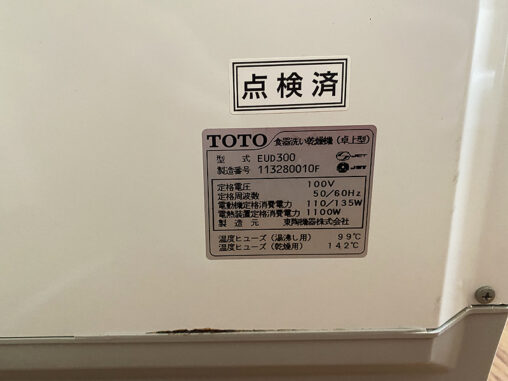 点検済
TOTO 食器洗い乾燥機(卓上型)
型式 EUD300 JET
製造番号 113280010F
定格電圧 100V
定格周波数 50/60Hz
電動機定格消費電力 110/135W
電熱装置定格消費電力 1100W
製造元 東陶機器株式会社
温度ヒューズ(湯沸し用) 99℃
温度ヒューズ(乾燥用) 142℃